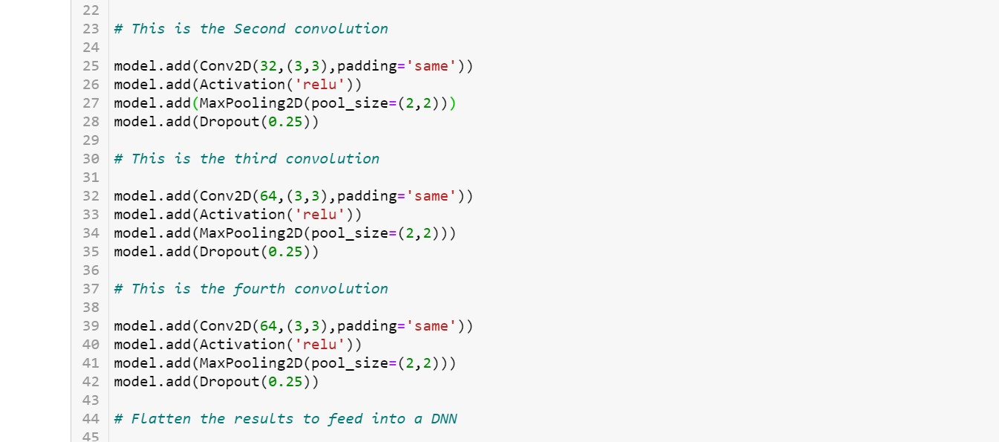 22
23 # This is the Second convolution
24
25 model.add(Conv2D(32,(3,3),padding='same'))
26 model.add(Activation('relu'))
27 model.add(MaxPooling2D(pool_size=(2,2)))
28 model.add(Dropout(0.25))
29
30 # This is the third convolution
31
32 model.add(Conv2D(64,(3,3),padding='same'))
33 model.add(Activation('relu'))
34 model.add(MaxPooling2D(pool_size=(2,2)))
35 model.add(Dropout(0.25))
36
37 # This is the fourth convolution
38
39 model.add(Conv2D(64,(3,3),padding='same'))
40 model.add(Activation('relu'))
41 model.add(MaxPooling2D(pool_size=(2,2)))
42 model.add(Dropout(0.25))
43
44 # Flatten the results to feed into a DNN
45